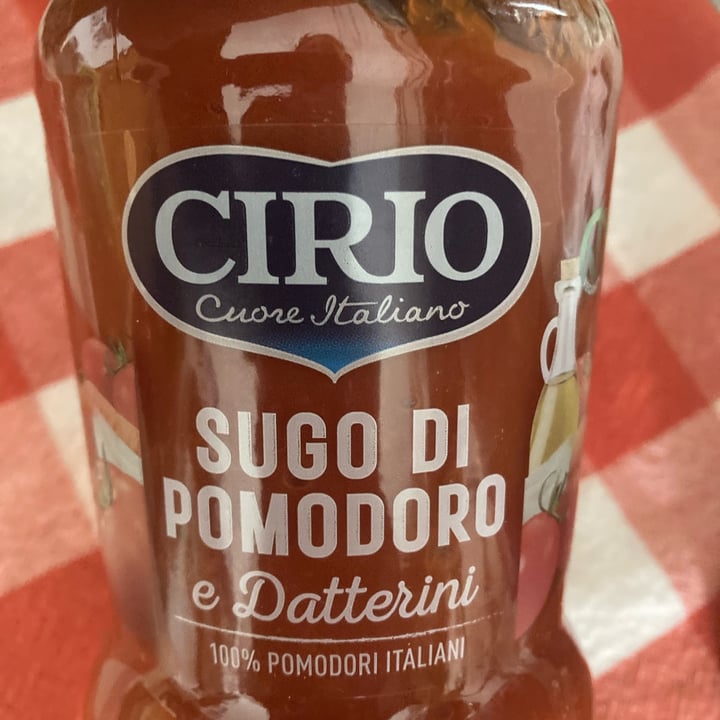 CIRIO
Cuore Italiano
SUGO DI
POMODORO
e Datterini
100% POMODORI ITALIANI